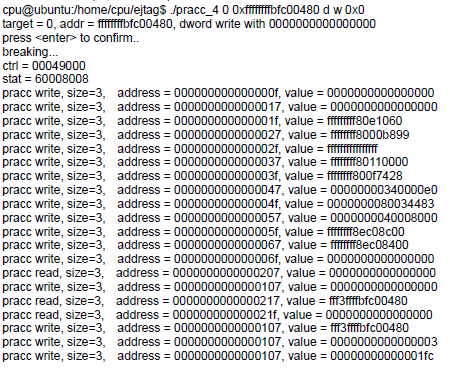 cpu@ubuntu:/home/cpu/ejtag$ ./pracc_4 0 0xffffffffbfc00480 d w 0x0
target = 0, addr = ffffffffbfc00480, dword write with 0000000000000000
press <enter> to confirm..
breaking...
ctrl = 00049000
stat = 60008008
pracc write, size=3, address = 000000000000000f, value = 0000000000000000
pracc write, size=3, address = 0000000000000017, value = 0000000000000000
pracc write, size=3, address = 000000000000001f, value = ffffffff80e1060
pracc write, size=3, address = 0000000000000027, value = ffffffff8000b899
pracc write, size=3, address = 000000000000002f, value = ffffffffffffffff
pracc write, size=3, address = 0000000000000037, value = ffffffff80110000
pracc write, size=3, address = 000000000000003f, value = ffffffff800f7428
pracc write, size=3, address = 0000000000000047, value = 00000000340000e0
pracc write, size=3, address = 000000000000004f, value = 0000000080034483
pracc write, size=3, address = 0000000000000057, value = 0000000040008000
pracc write, size=3, address = 000000000000005f, value = ffffffff8ec08c00
pracc write, size=3, address = 0000000000000067, value = ffffffff8ec08400
pracc write, size=3, address = 000000000000006f, value = 0000000000000000
pracc read, size=3, address = 0000000000000207, value = 0000000000000000
pracc write, size=3, address = 0000000000000107, value = 0000000000000000
pracc read, size=3, address = 0000000000000217, value = fff3ffffbfc00480
pracc read, size=3, address = 000000000000021f, value = 0000000000000000
pracc write, size=3, address = 0000000000000107, value = fff3ffffbfc00480
pracc write, size=3, address = 0000000000000107, value = 0000000000000003
pracc write, size=3, address = 0000000000000107, value = 00000000000001fc